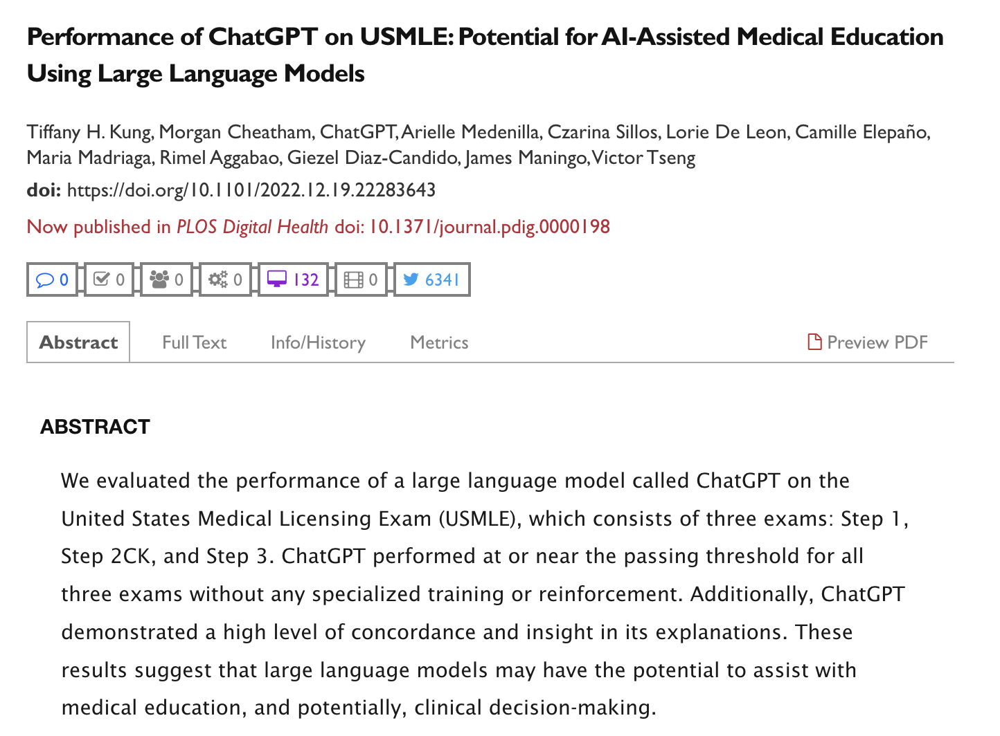 Performance of ChatGPT on USMLE: Potential for AI-Assisted Medical Education
Using Large Language Models
Tiffany H. Kung, Morgan Cheatham, ChatGPT, Arielle Medenilla, Czarina Sillos, Lorie De Leon, Camille Elepaño,
Maria Madriaga, Rimel Aggabao, Giezel Diaz-Candido, James Maningo, Victor Tseng
doi: https://doi.org/10.1101/2022.12.19.22283643
Now published in PLOS Digital Health doi: 10.1371/journal.pdig.0000198
0 0 0 0 132 0 6341
Abstract Full Text Info/History Metrics Preview PDF
ABSTRACT
We evaluated the performance of a large language model called ChatGPT on the
United States Medical Licensing Exam (USMLE), which consists of three exams: Step 1,
Step 2CK, and Step 3. ChatGPT performed at or near the passing threshold for all
three exams without any specialized training or reinforcement. Additionally, ChatGPT
demonstrated a high level of concordance and insight in its explanations. These
results suggest that large language models may have the potential to assist with
medical education, and potentially, clinical decision-making.